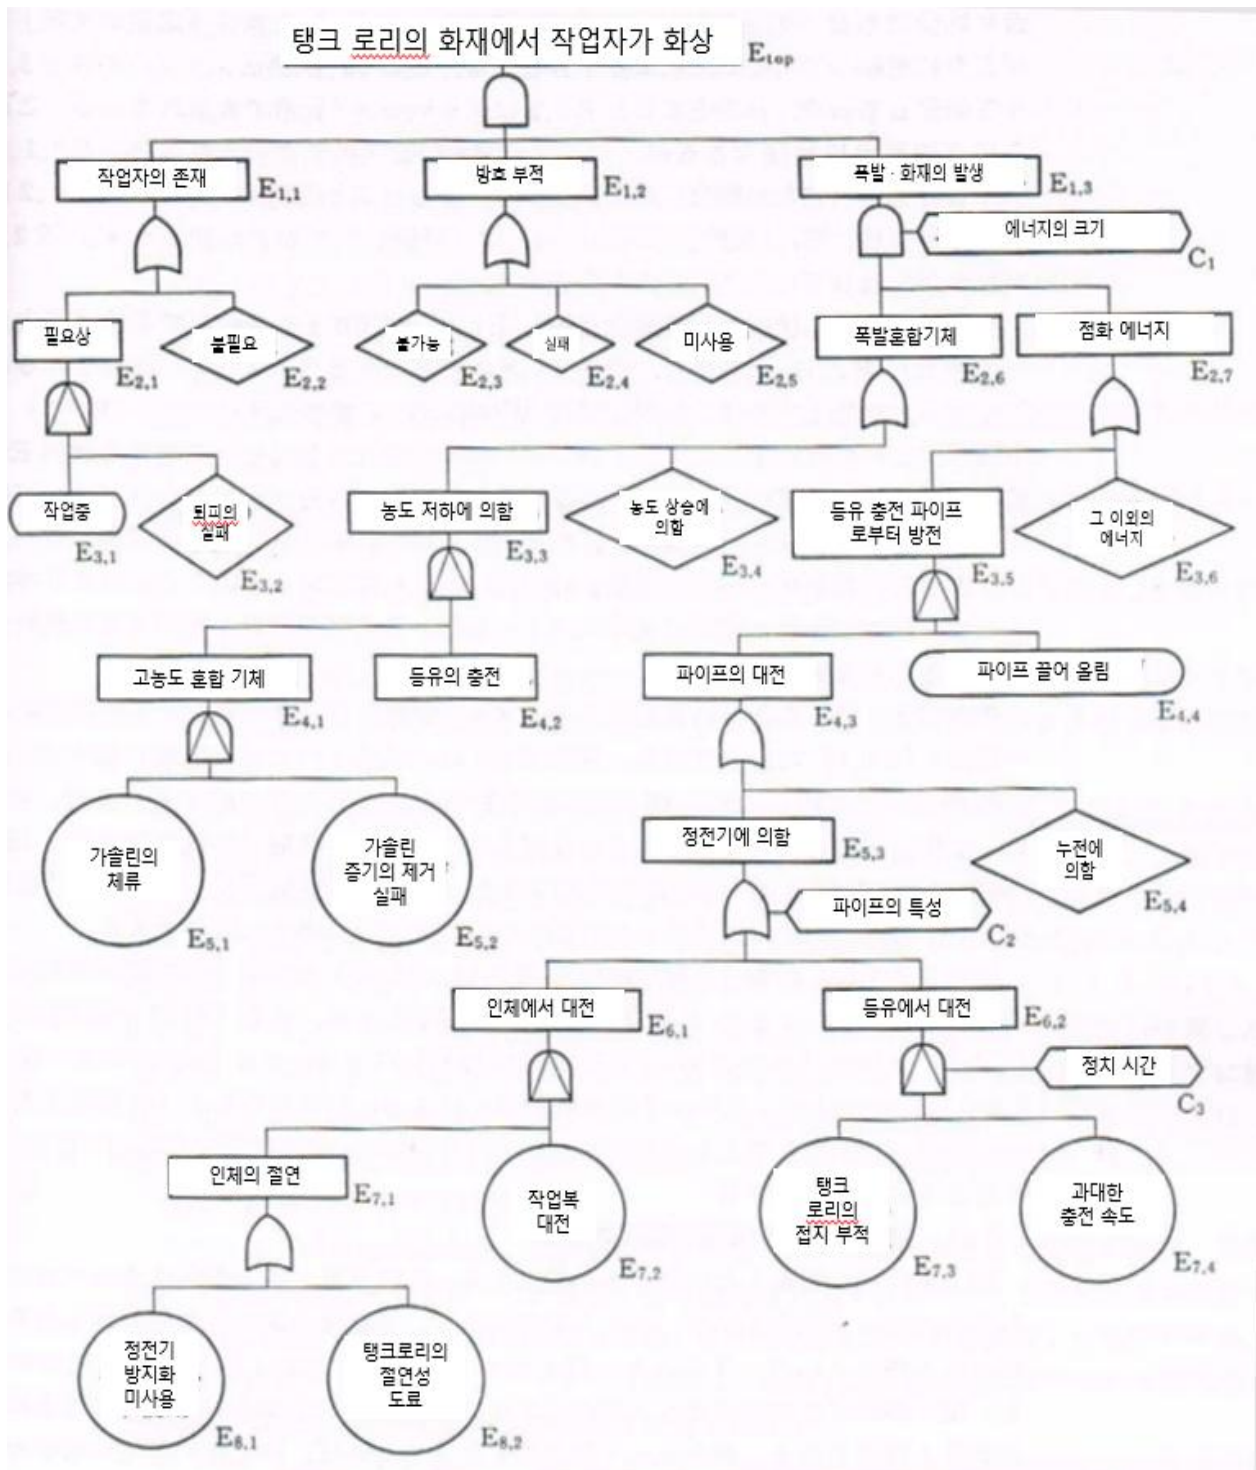 탱크 로리의 화재에서 작업자가 화상
Etop
작업자의 존재
E1,1
방호 부적
E1,2
폭발·화재의 발생
E1,3
에너지의 크기
C1
필요상
E2,1
불필요
E2,2
불가능
E2,3
실패
E2,4
미사용
E2,5
폭발혼합기체
E2,6
점화 에너지
E2,7
작업중
E3,1
퇴피의
실패
E3,2
농도 저하에 의함
E3,3
농도 상승에
의함
E3,4
등유 충전 파이프
로부터 방전
E3,5
그 이외의
에너지
E3,6
고농도 혼합 기체
E4,1
등유의 충전
E4,2
파이프의 대전
E4,3
파이프 끌어 올림
E4,4
가솔린의
체류
E5,1
가솔린
증기의 제거
실패
E5,2
정전기에 의함
E5,3
누전에
의함
E5,4
파이프의 특성
C2
인체에서 대전
E6,1
등유에서 대전
E6,2
정치 시간
C3
인체의 절연
E7,1
작업복
대전
E7,2
탱크
로리의
접지 부적
E7,3
과대한
충전 속도
E7,4
정전기
방지화
미사용
E8,1
탱크로리의
절연성
도료
E8,2